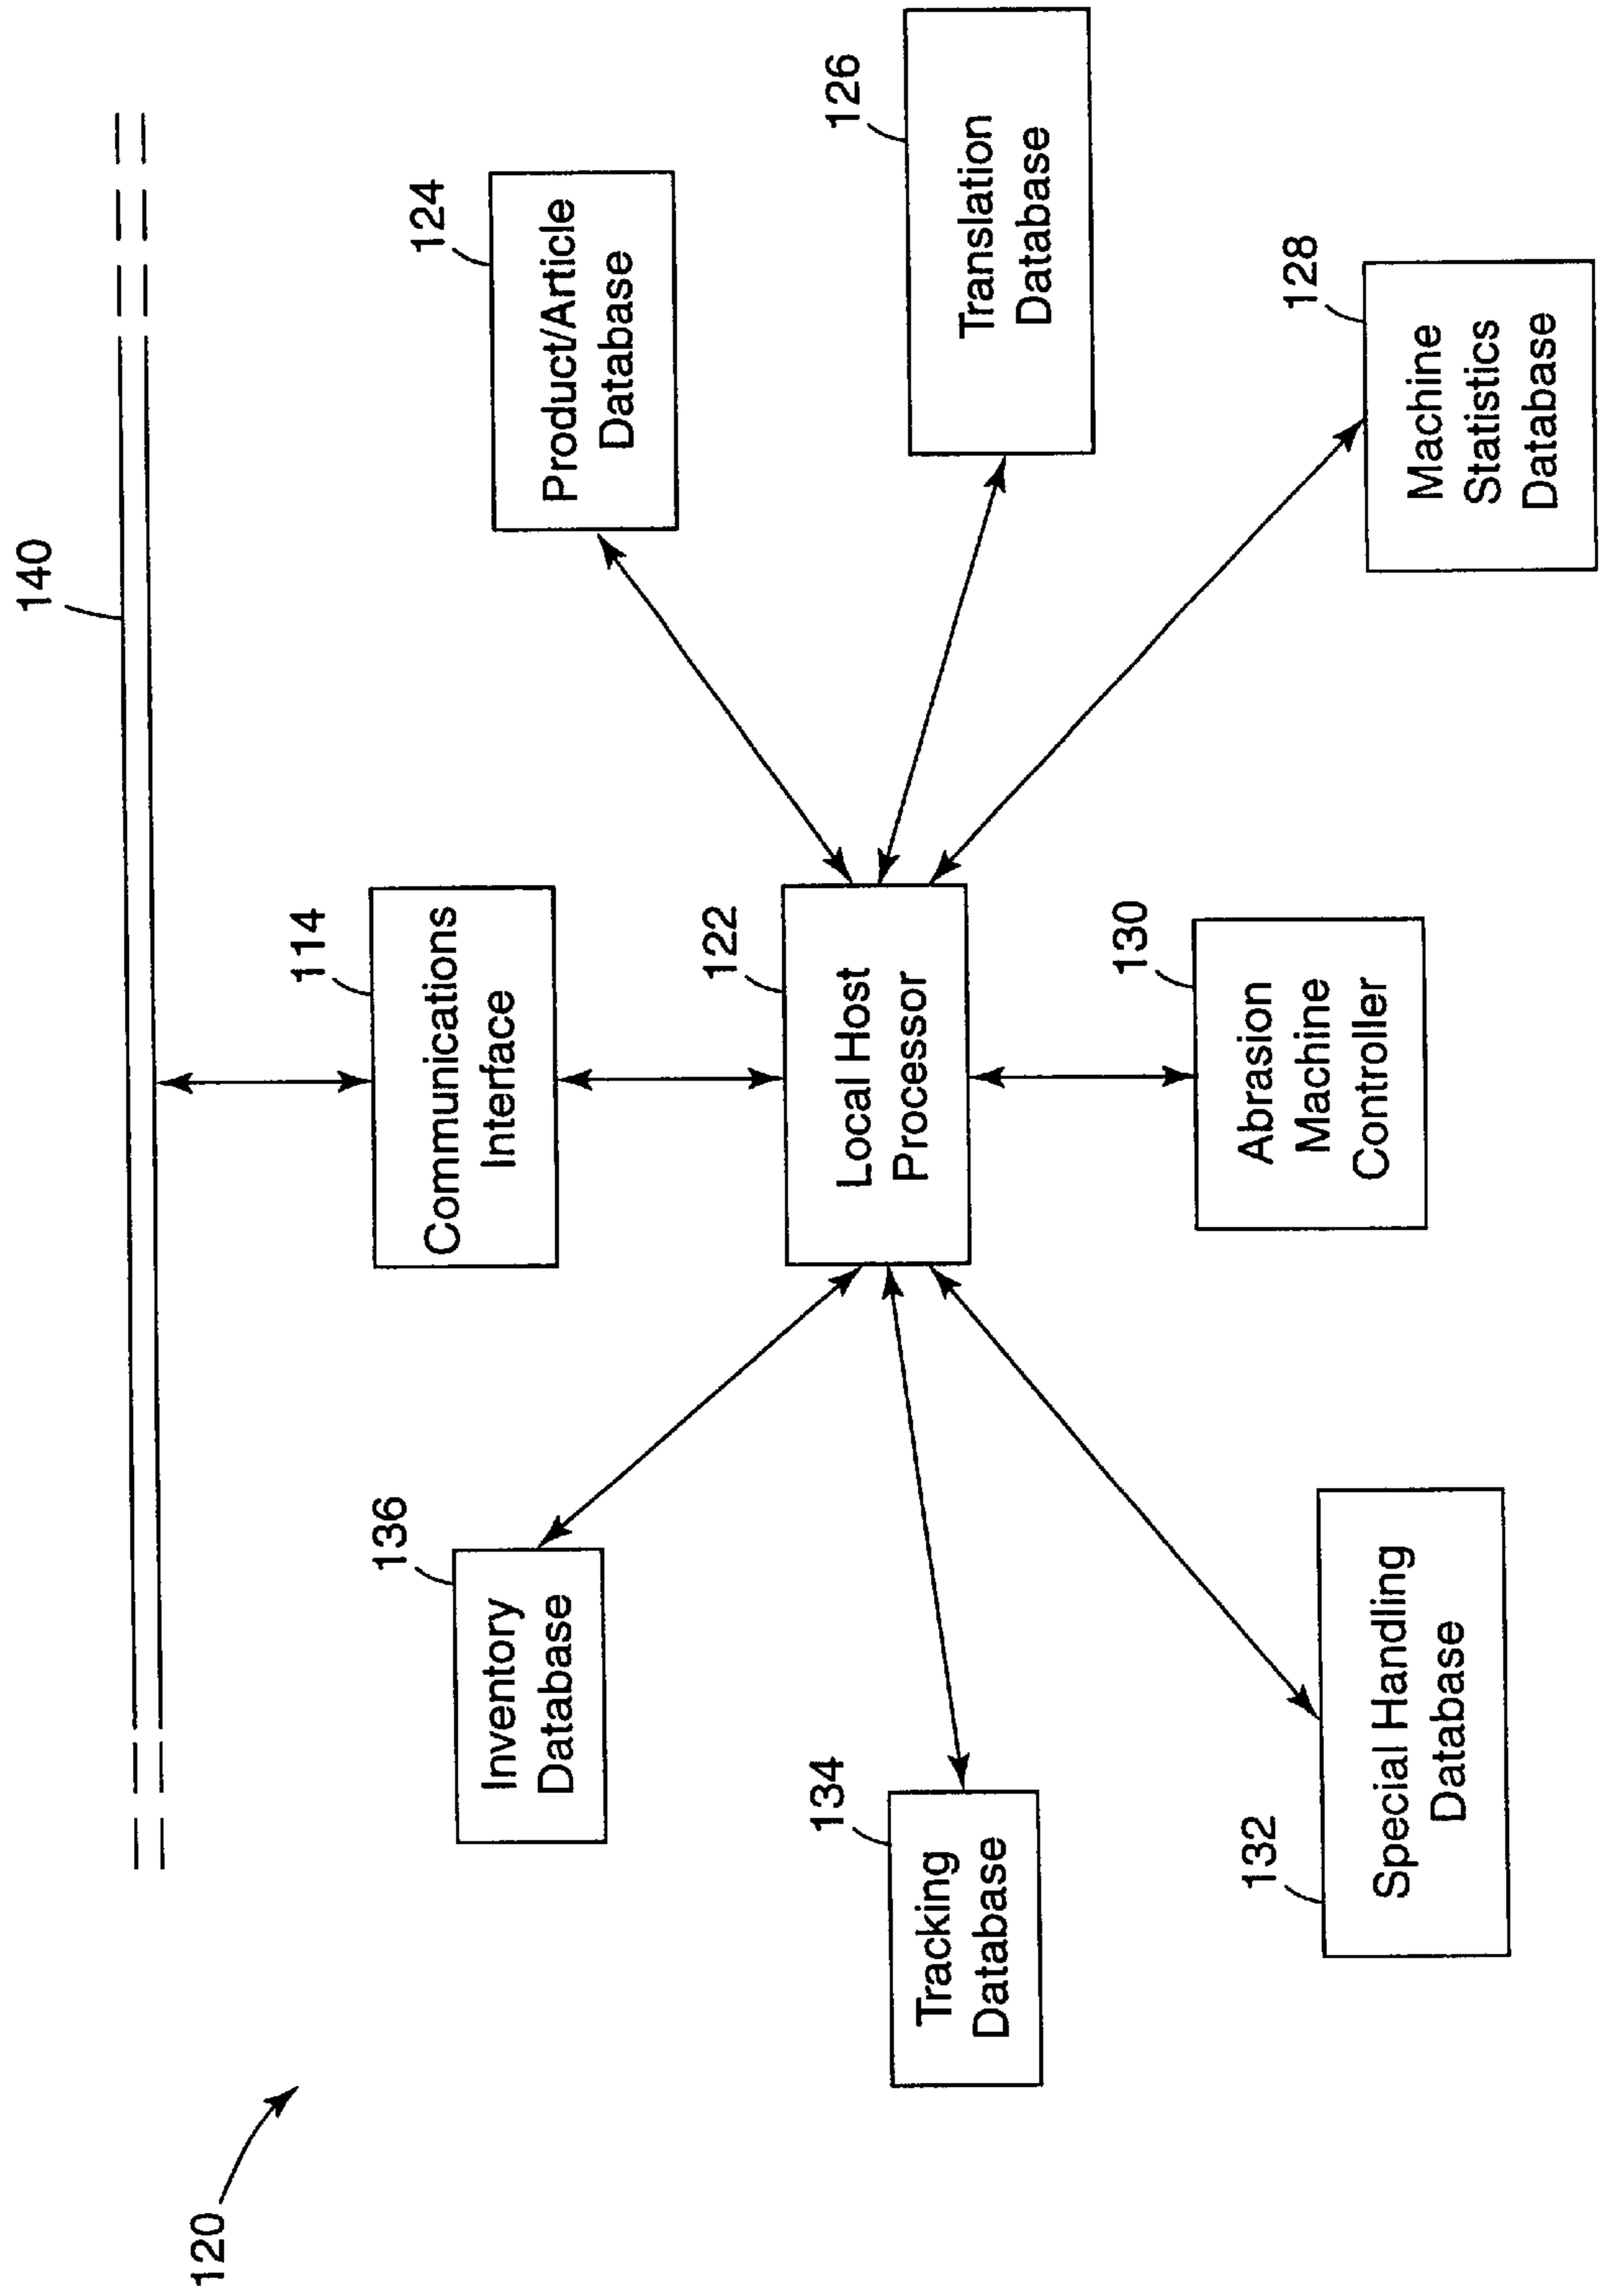 140
124
Product/Article
Database
126
Translation
Database
128
Machine
Statistics
Database
114
Communications
Interface
122
Local Host
Processor
130
Abrasion
Machine
Controller
136
Inventory
Database
134
Tracking
Database
132
Special Handling
Database
120